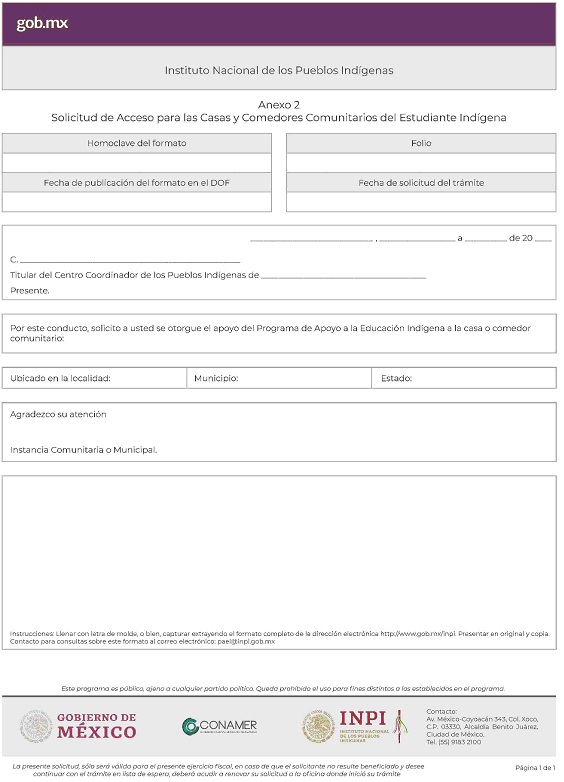 gob.mx
Instituto Nacional de los Pueblos Indígenas
Anexo 2
Solicitud de Acceso para las Casas y Comedores Comunitarios del Estudiante Indígena
Homoclave del formato
Folio
Fecha de publicación del formato en el DOF
Fecha de solicitud del trámite
____________________________ , _________________ a _________ de 20 ____
C. __________________________________________________
Titular del Centro Coordinador de los Pueblos Indígenas de ______________________________________
Presente.
Por este conducto, solicito a usted se otorgue el apoyo del Programa de Apoyo a la Educación Indígena a la casa o comedor
comunitario:
Ubicado en la localidad:
Municipio:
Estado:
Agradezco su atención
Instancia Comunitaria o Municipal.
Instrucciones: Llenar con letra de molde, o bien, capturar extrayendo el formato completo de la dirección electrónica http://www.gob.mx/inpi. Presentar en original y copia.
Contacto para consultas sobre este formato al correo electrónico: paei@inpi.gob.mx
Este programa es público, ajeno a cualquier partido político. Queda prohibido el uso para fines distintos a los establecidos en el programa.
GOBIERNO DE
MÉXICO
CONAMER
INPI
INSTITUTO NACIONAL
DE LOS PUEBLOS
INDÍGENAS
Contacto:
Av. México-Coyoacán 343, Col. Xoco,
C.P. 03330, Alcaldía Benito Juárez,
Ciudad de México.
Tel. (55) 9183 2100
La presente solicitud, sólo será válida para el presente ejercicio fiscal, en caso de que el solicitante no resulte beneficiado y desee
continuar con el trámite en lista de espera, deberá acudir a renovar su solicitud a la oficina donde inició su trámite
Página 1 de 1